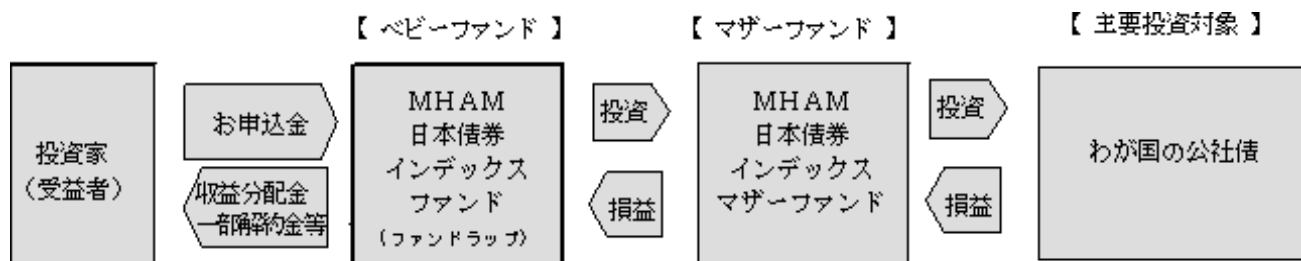 【 ベビーファンド 】
【 マザーファンド 】
【 主要投資対象 】
投資家
（受益者）
お申込金
収益分配金
一部解約金等
MHAM
日本債券
インデックス
ファンド
(ファンドラップ)
投資
損益
MHAM
日本債券
インデックス
マザーファンド
投資
損益
わが国の公社債